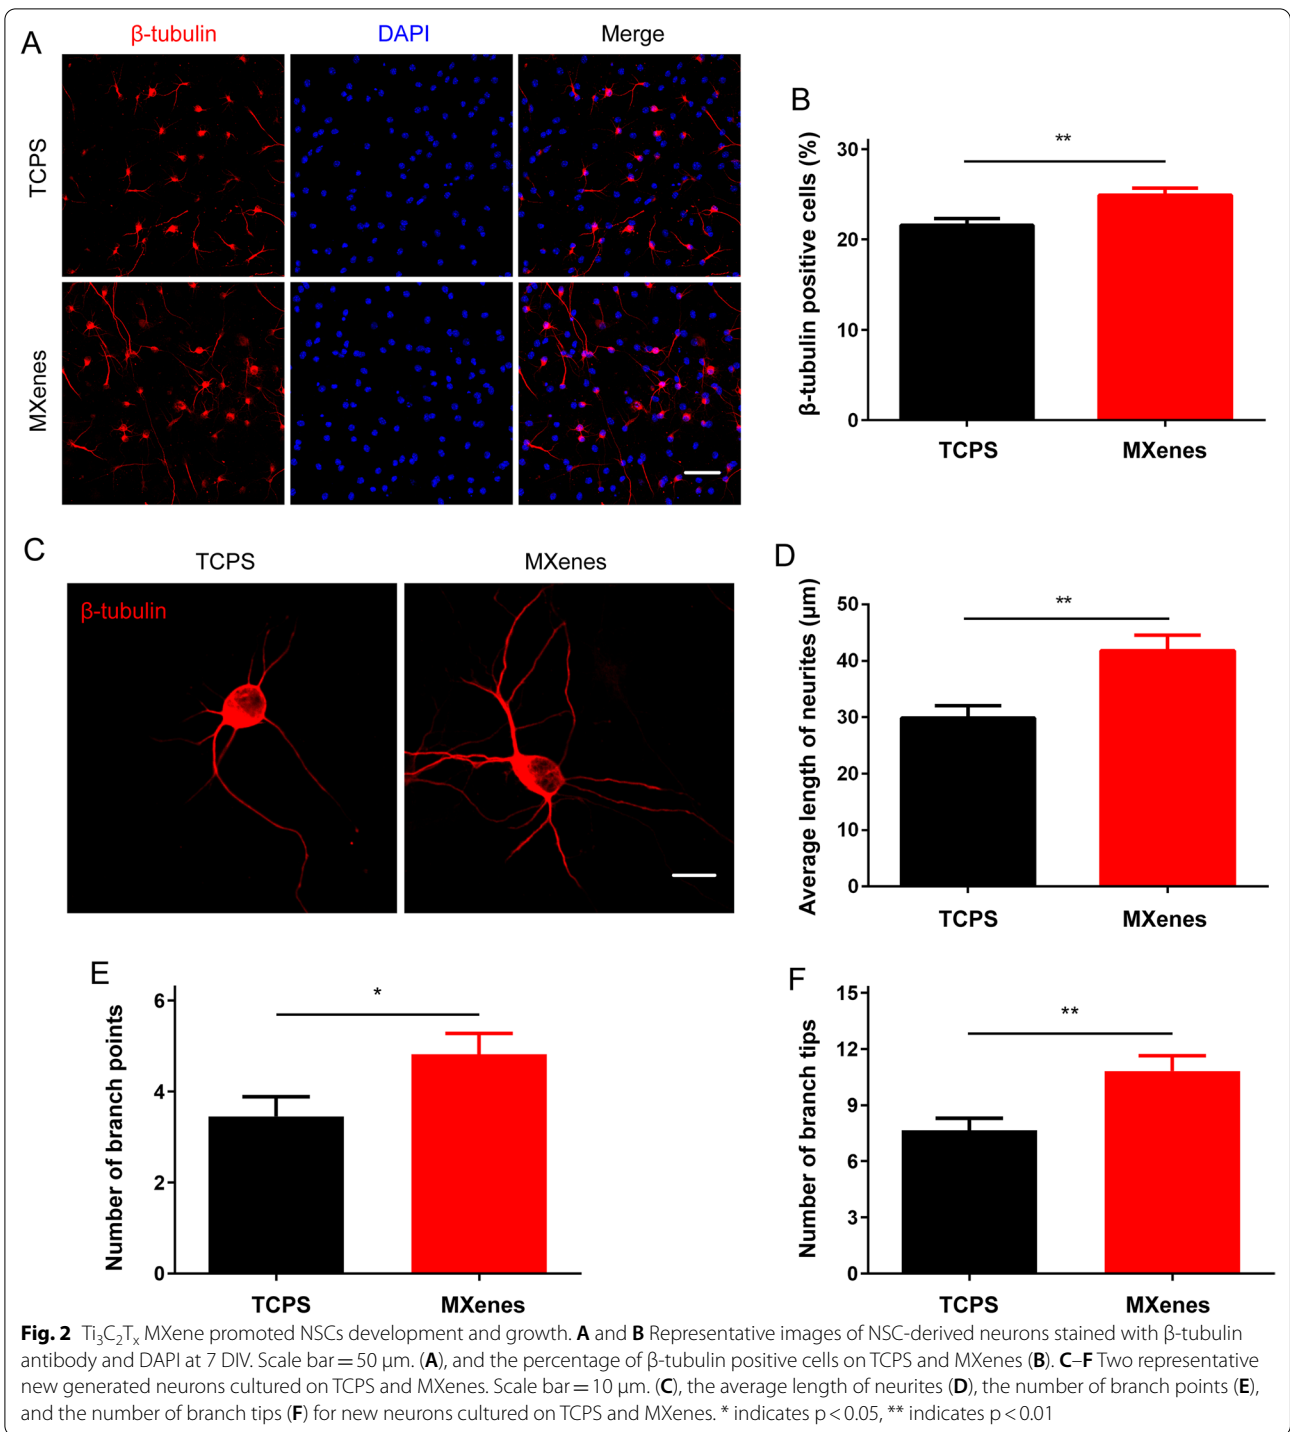 A
β-tubulin
DAPI
Merge
TCPS
MXenes
B
β-tubulin positive cells (%)
30
20
10
0
**
TCPS
MXenes
C
TCPS
MXenes
β-tubulin
D
Average length of neurites (μm)
50
40
30
20
10
0
**
TCPS
MXenes
E
Number of branch points
6
4
2
0
*
TCPS
MXenes
F
Number of branch tips
15
12
9
6
3
0
**
TCPS
MXenes
Fig. 2 Ti₃C₂Tₓ MXene promoted NSCs development and growth. A and B Representative images of NSC-derived neurons stained with β-tubulin
antibody and DAPI at 7 DIV. Scale bar = 50 μm. (A), and the percentage of β-tubulin positive cells on TCPS and MXenes (B). C–F Two representative
new generated neurons cultured on TCPS and MXenes. Scale bar = 10 μm. (C), the average length of neurites (D), the number of branch points (E),
and the number of branch tips (F) for new neurons cultured on TCPS and MXenes. * indicates p < 0.05, ** indicates p < 0.01